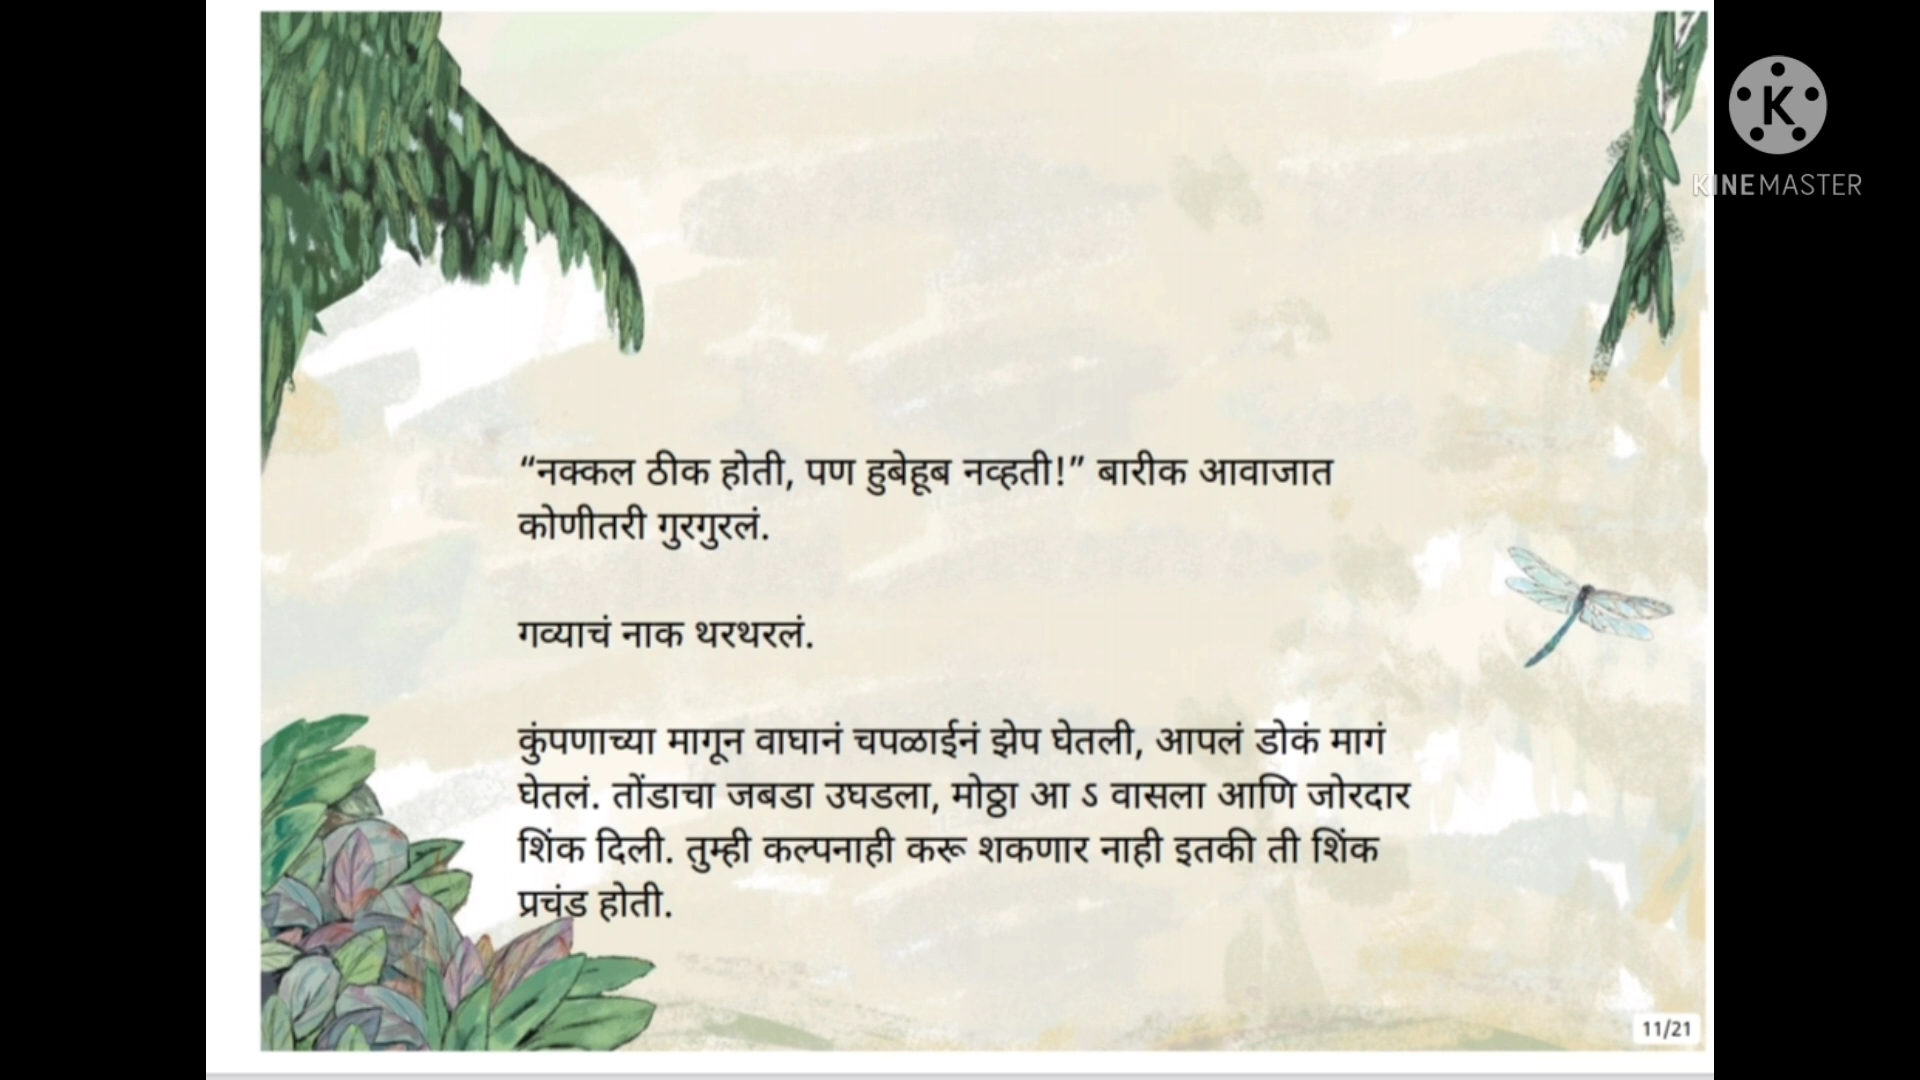 “नक्कल ठीक होती, पण हुबेहूब नव्हती!” बारीक आवाजात
कोणीतरी गुरगुरलं.
गव्याचं नाक थरथरलं.
कुंपणाच्या मागून वाघानं चपळाईनं झेप घेतली, आपलं डोकं मागं
घेतलं. तोंडाचा जबडा उघडला, मोठ्ठा आ ऽ वासला आणि जोरदार
शिंक दिली. तुम्ही कल्पनाही करू शकणार नाही इतकी ती शिंक
प्रचंड होती.
K
KINEMASTER
11/21